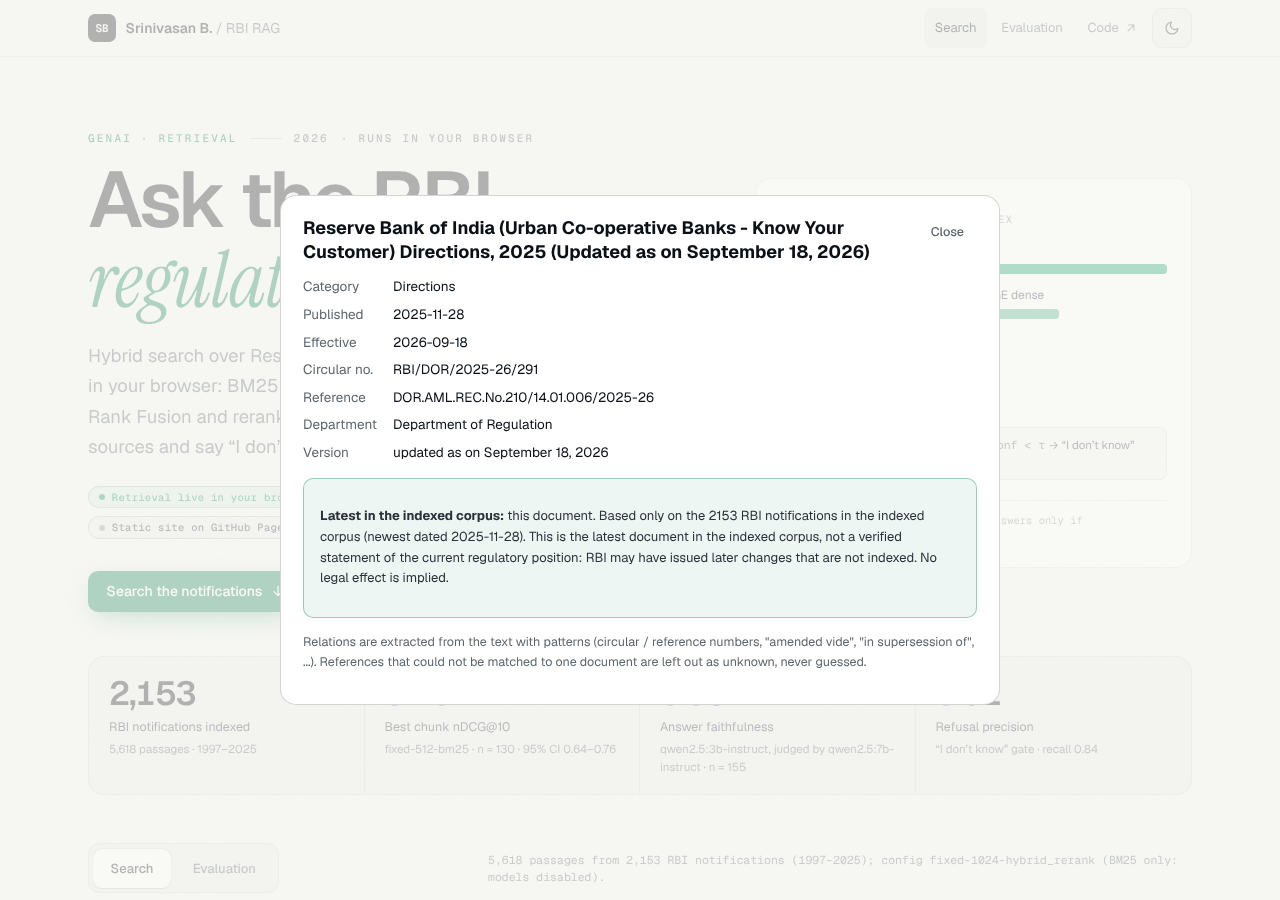 SB Srinivasan B. / RBI RAG
Search Evaluation Code ↗
GENAI · RETRIEVAL 2026 · RUNS IN YOUR BROWSER
Ask the RBI
Reserve Bank of India (Urban Co-operative Banks - Know Your
Customer) Directions, 2025 (Updated as on September 18, 2026)
Close
Category Directions
Published 2025-11-28
Effective 2026-09-18
Circular no. RBI/DOR/2025-26/291
Reference DOR.AML.REC.No.210/14.01.006/2025-26
Department Department of Regulation
Version updated as on September 18, 2026
Latest in the indexed corpus: this document. Based only on the 2153 RBI notifications in the indexed
corpus (newest dated 2025-11-28). This is the latest document in the indexed corpus, not a verified
statement of the current regulatory position: RBI may have issued later changes that are not indexed. No
legal effect is implied.
Relations are extracted from the text with patterns (circular / reference numbers, "amended vide", "in supersession of",
…). References that could not be matched to one document are left out as unknown, never guessed.
Hybrid search over
in your browser: BM25
Rank Fusion and
sources and say “I
Retrieval live in your
Static site on GitHub
Search the notifications ↓
dense
< τ → “I don’t know”
only if
2,153
RBI notifications indexed
5,618 passages · 1997–2025
Best chunk nDCG@10
fixed-512-bm25 · n = 130 · 95% CI 0.64–0.76
Answer faithfulness
qwen2.5:3b-instruct, judged by qwen2.5:7b-
instruct · n = 155
Refusal precision
“I don’t know” gate · recall 0.84
Search Evaluation
5,618 passages from 2,153 RBI notifications (1997–2025); config fixed-1024-hybrid_rerank (BM25 only:
models disabled).